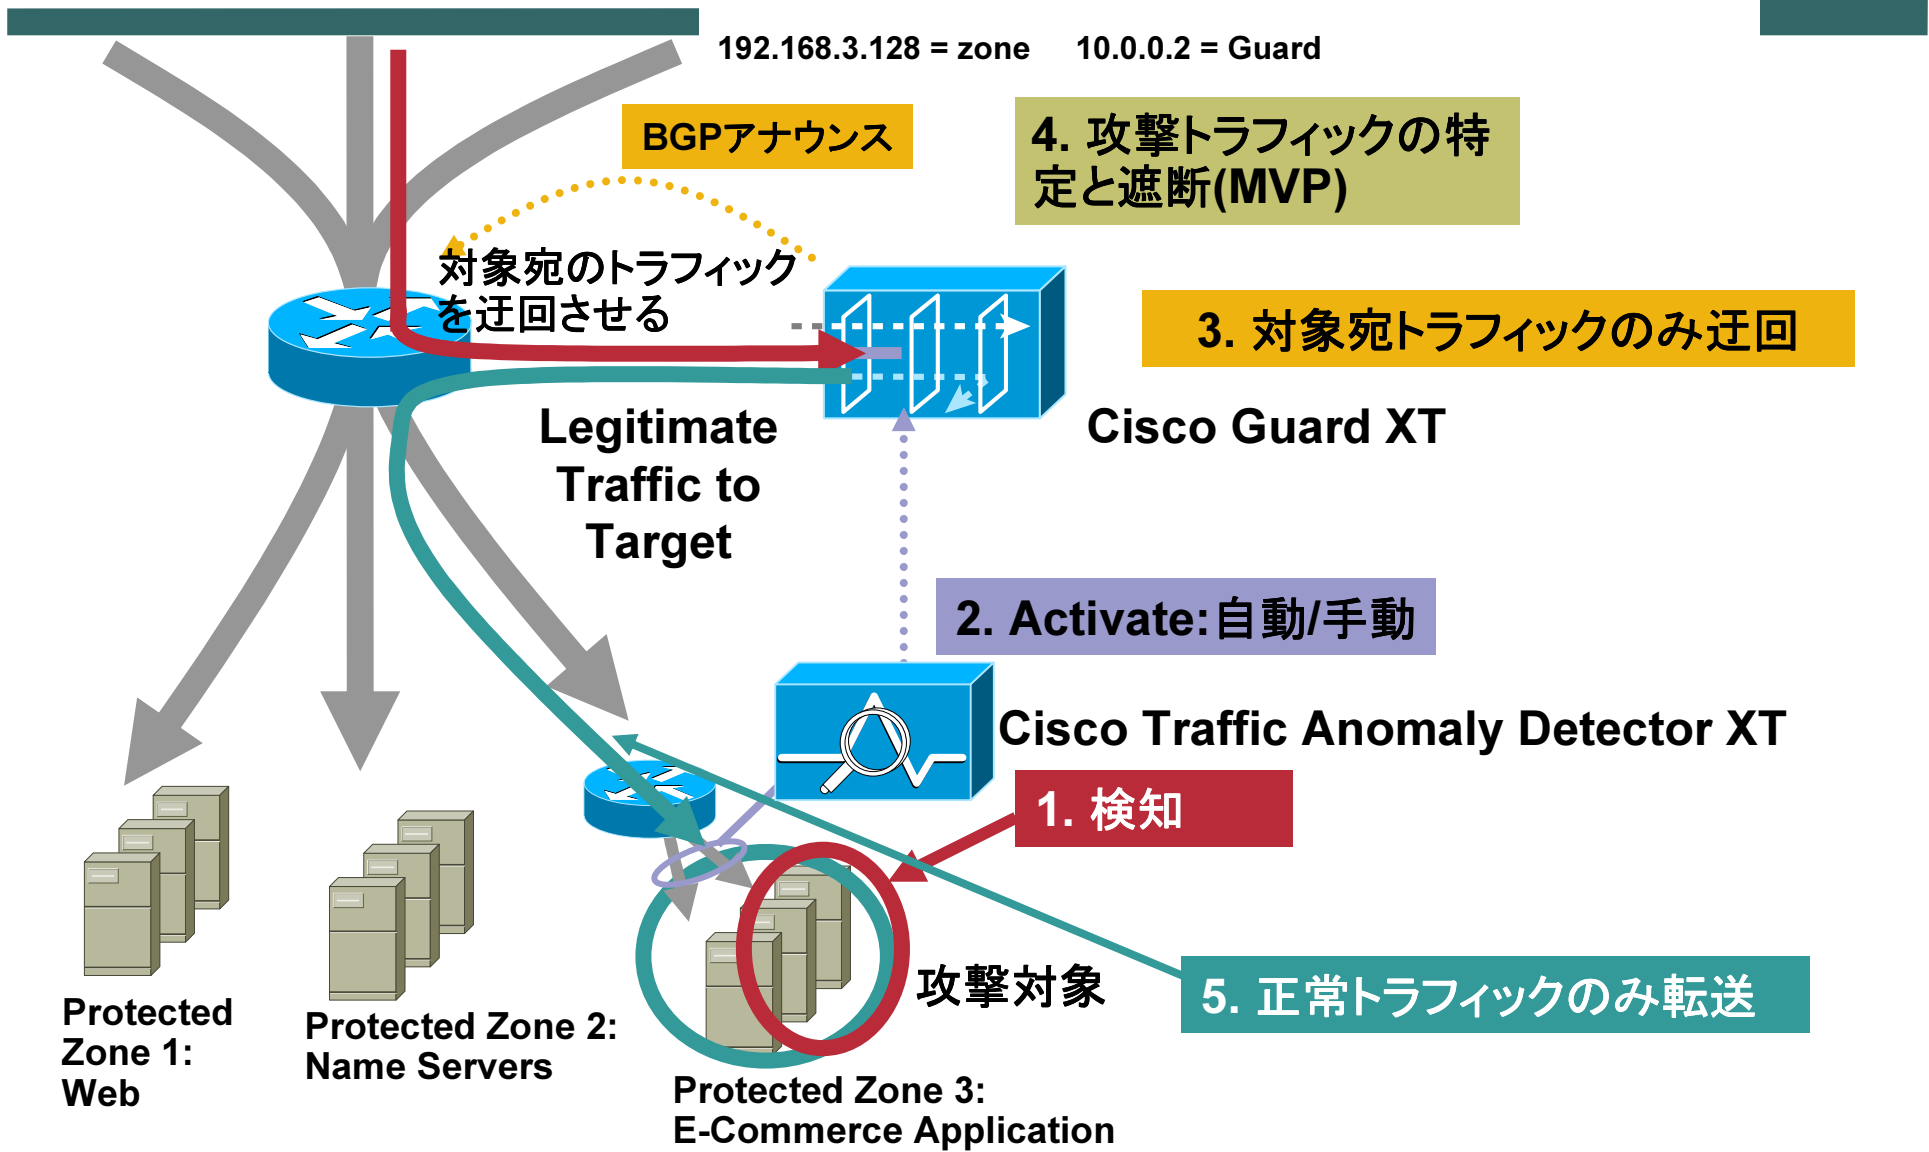 192.168.3.128 = zone 10.0.0.2 = Guard
BGPアナウンス
4. 攻撃トラフィックの特
定と遮断(MVP)
対象宛のトラフィック
を迂回させる
3. 対象宛トラフィックのみ迂回
Legitimate
Traffic to
Target
Cisco Guard XT
2. Activate:自動/手動
Cisco Traffic Anomaly Detector XT
1. 検知
攻撃対象
5. 正常トラフィックのみ転送
Protected
Zone 1:
Web
Protected Zone 2:
Name Servers
Protected Zone 3:
E-Commerce Application